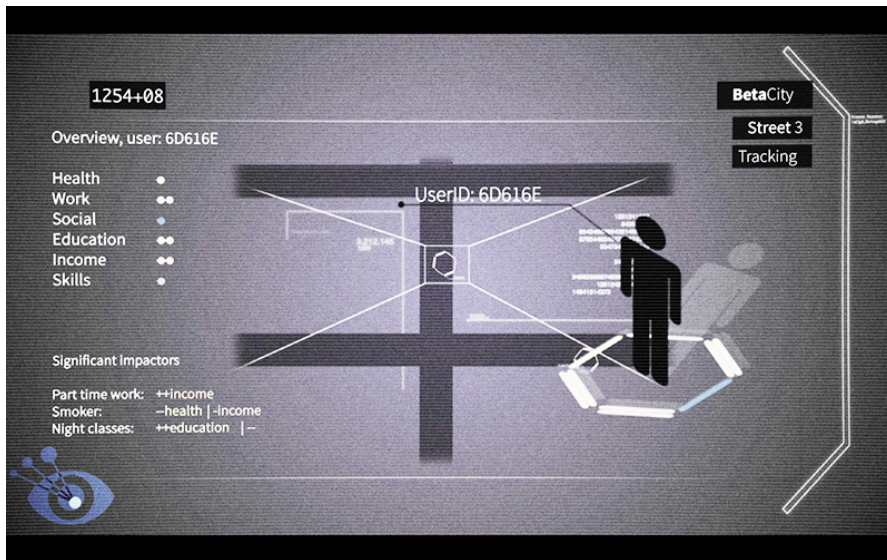 1254+08
BetaCity
Street 3
Tracking
Overview, user: 6D616E
Health
Work
Social
Education
Income
Skills
UserID: 6D616E
Significant Impactors
Part time work: ++income
Smoker: --health | -income
Night classes: ++education | --